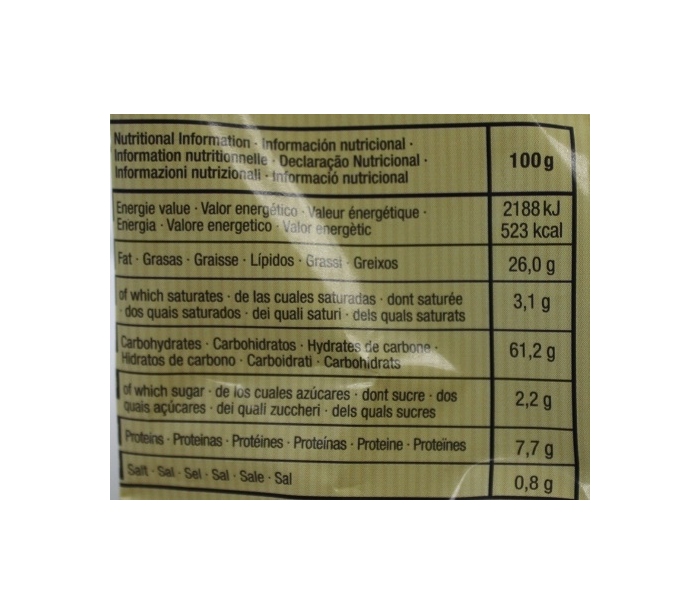 Nutritional Information · Información nutricional ·
Information nutritionnelle · Declaração Nutricional ·
Informazioni nutrizionali · Informació nutricional
100 g
Energie value · Valor energético · Valeur énergétique ·
Energia · Valore energetico · Valor energètic
2188 kJ
523 kcal
Fat · Grasas · Graisse · Lípidos · Grassi · Greixos
26,0 g
of which saturates · de las cuales saturadas · dont saturée
· dos quais saturados · dei quali saturi · dels quals saturats
3,1 g
Carbohydrates · Carbohidratos · Hydrates de carbone ·
Hidratos de carbono · Carboidrati · Carbohidrats
61,2 g
of which sugar · de los cuales azúcares · dont sucre · dos
quais açúcares · dei quali zuccheri · dels quals sucres
2,2 g
Proteins · Proteinas · Protéines · Proteínas · Proteine · Proteïnes
7,7 g
Salt · Sal · Sel · Sal · Sale · Sal
0,8 g